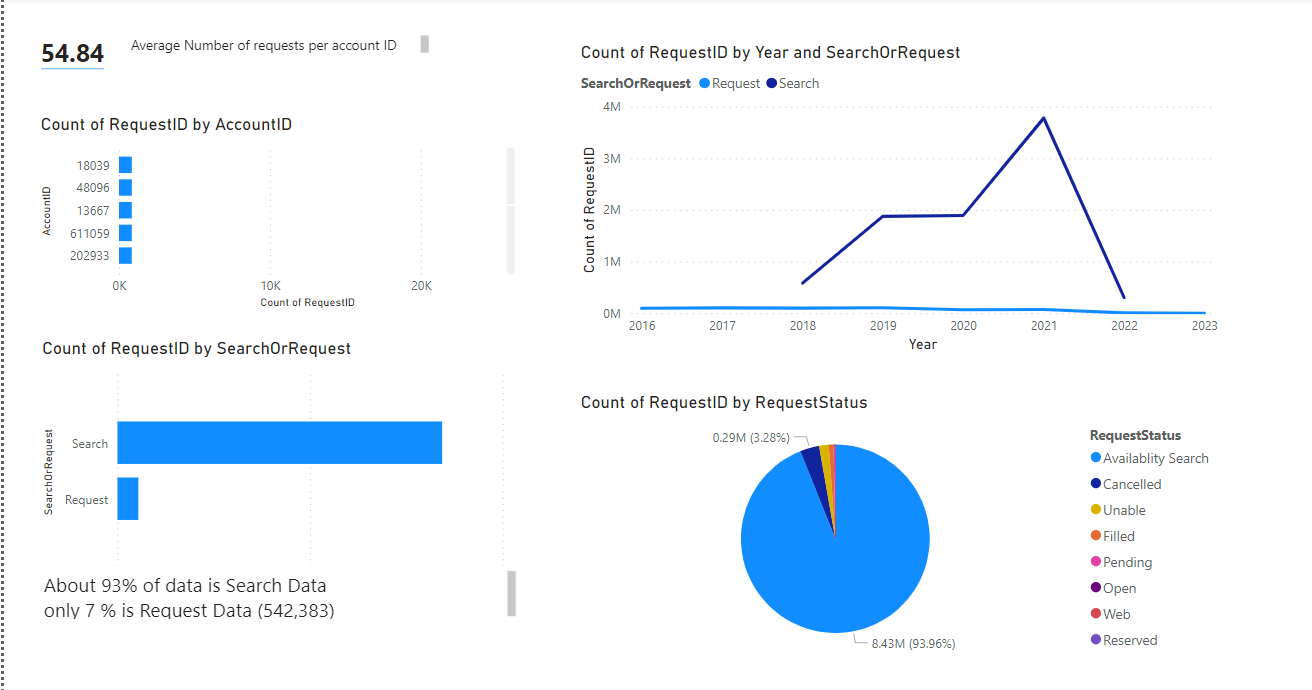 54.84
Average Number of requests per account ID
Count of RequestID by AccountID
AccountID
18039
48096
13667
611059
202933
0K 10K 20K
Count of RequestID
Count of RequestID by SearchOrRequest
SearchOrRequest
Search
Request
About 93% of data is Search Data
only 7 % is Request Data (542,383)
Count of RequestID by Year and SearchOrRequest
SearchOrRequest Request Search
Count of RequestID
4M
3M
2M
1M
0M
2016 2017 2018 2019 2020 2021 2022 2023
Year
Count of RequestID by RequestStatus
0.29M (3.28%)
8.43M (93.96%)
RequestStatus
Availablity Search
Cancelled
Unable
Filled
Pending
Open
Web
Reserved